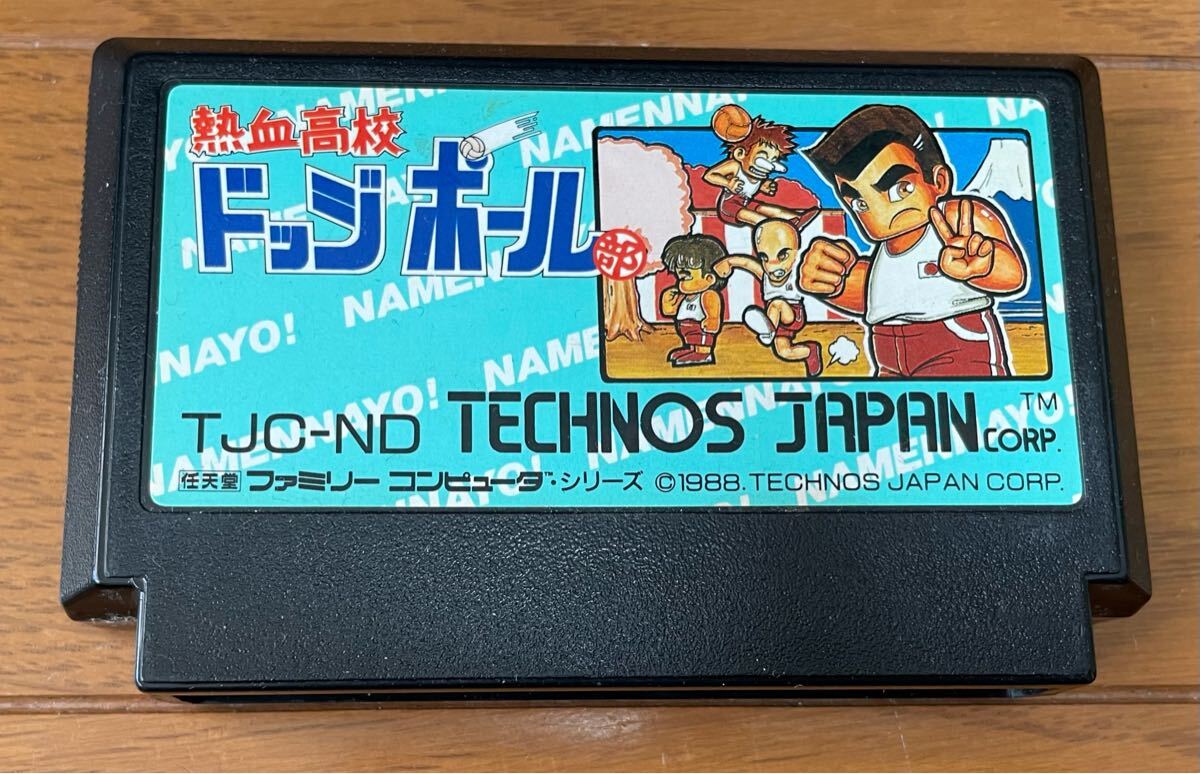 熱血高校
ドッジボール部
NAMENNAYO!
TJC-ND TECHNOS JAPAN CORP.™
任天堂 ファミリー コンピュータ™・シリーズ ©1988. TECHNOS JAPAN CORP.